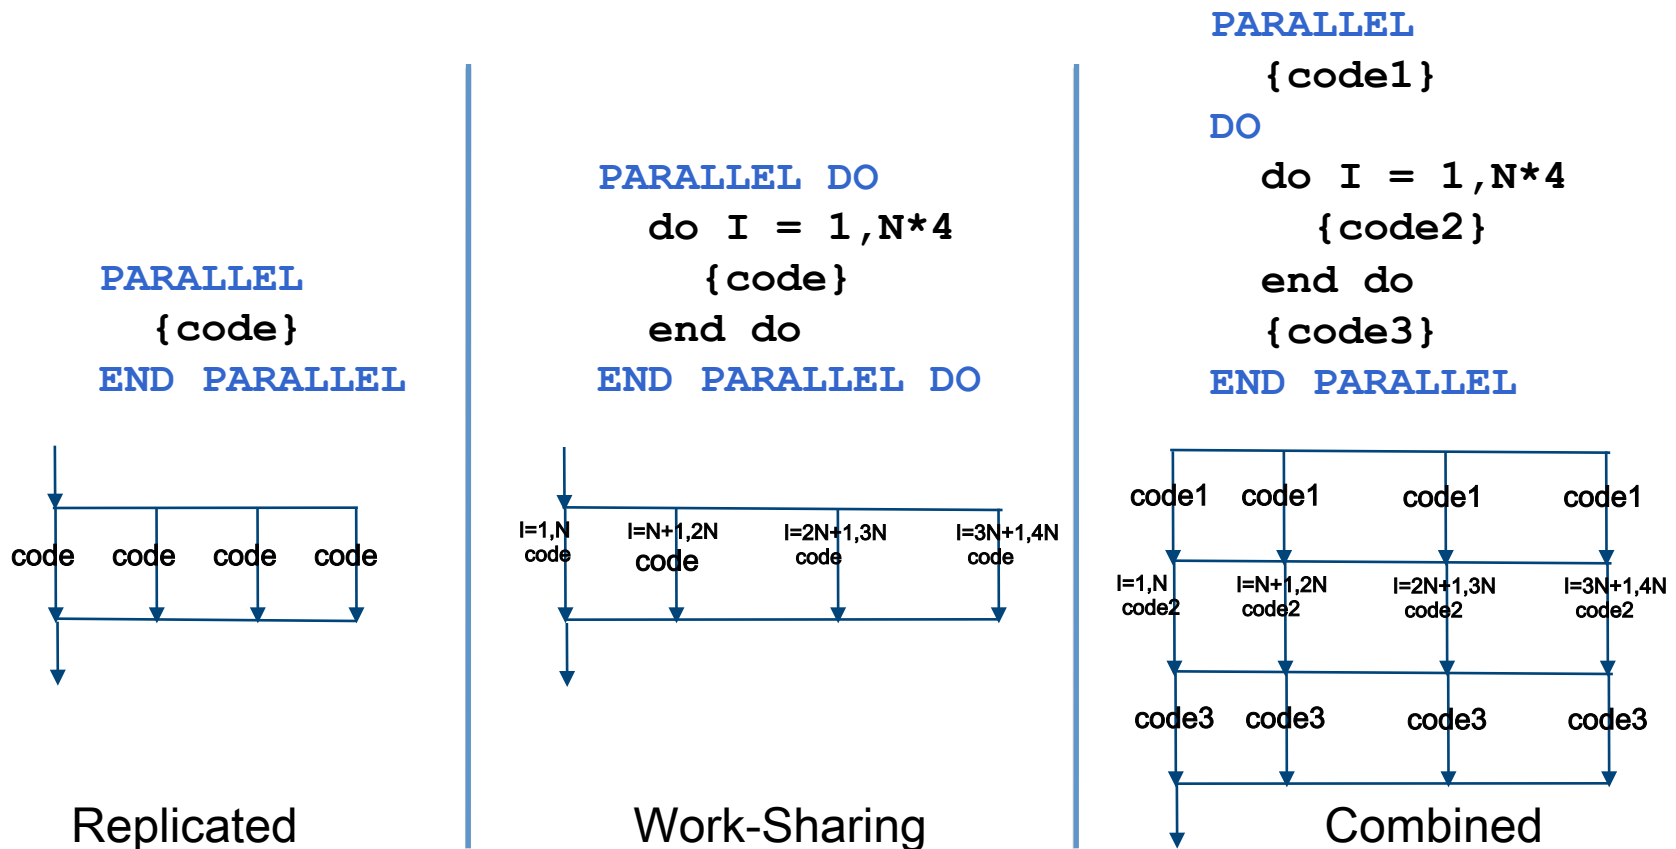 PARALLEL
{code}
END PARALLEL
code code code code
Replicated
PARALLEL DO
do I = 1,N*4
{code}
end do
END PARALLEL DO
I=1,N I=N+1,2N I=2N+1,3N I=3N+1,4N
code code code code
Work-Sharing
PARALLEL
{code1}
DO
do I = 1,N*4
{code2}
end do
{code3}
END PARALLEL
code1 code1 code1 code1
I=1,N I=N+1,2N I=2N+1,3N I=3N+1,4N
code2 code2 code2 code2
code3 code3 code3 code3
Combined